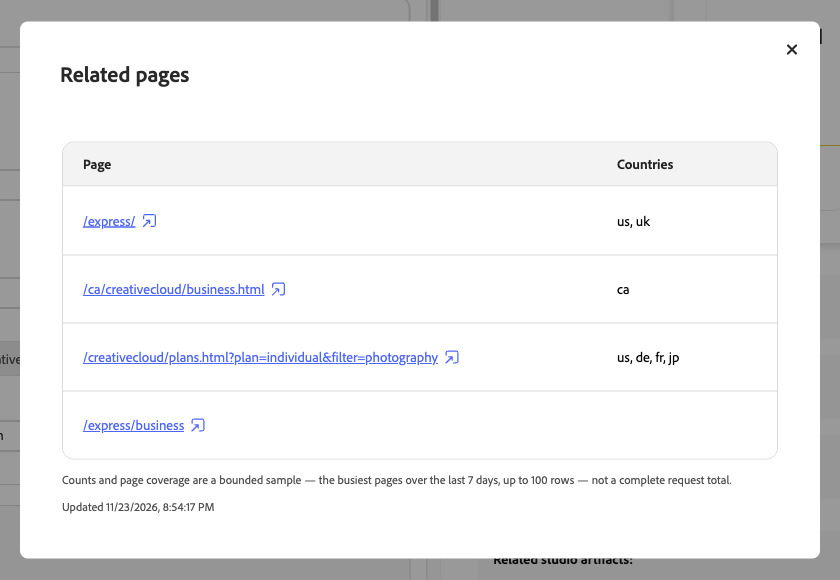 Related pages
Page Countries
/express/ us, uk
/ca/creativecloud/business.html ca
/creativecloud/plans.html?plan=individual&filter=photography us, de, fr, jp
/express/business
Counts and page coverage are a bounded sample — the busiest pages over the last 7 days, up to 100 rows — not a complete request total.
Updated 11/23/2026, 8:54:17 PM
Related studio artifacts: